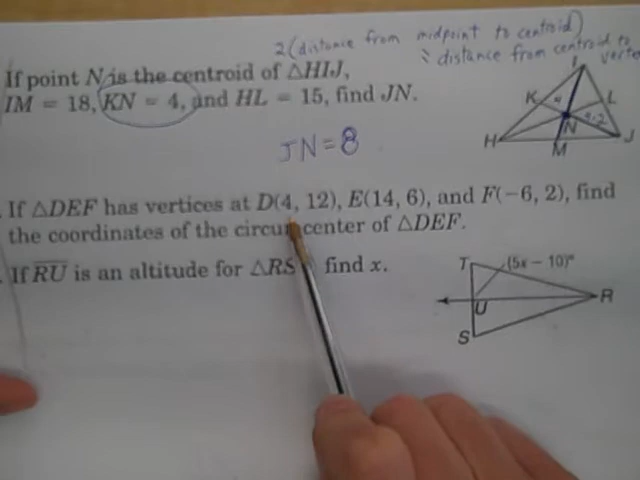 2(distance from midpoint to centroid)
= distance from centroid to
If point N is the centroid of △HIJ,
IM = 18, KN = 4, and HL = 15, find JN.
JN = 8
I
K
L
4
N
4·2
H
M
J
If △DEF has vertices at D(4, 12), E(14, 6), and F(−6, 2), find
the coordinates of the circumcenter of △DEF.
If RU is an altitude for △RS find x.
T
(5x − 10)°
R
U
S